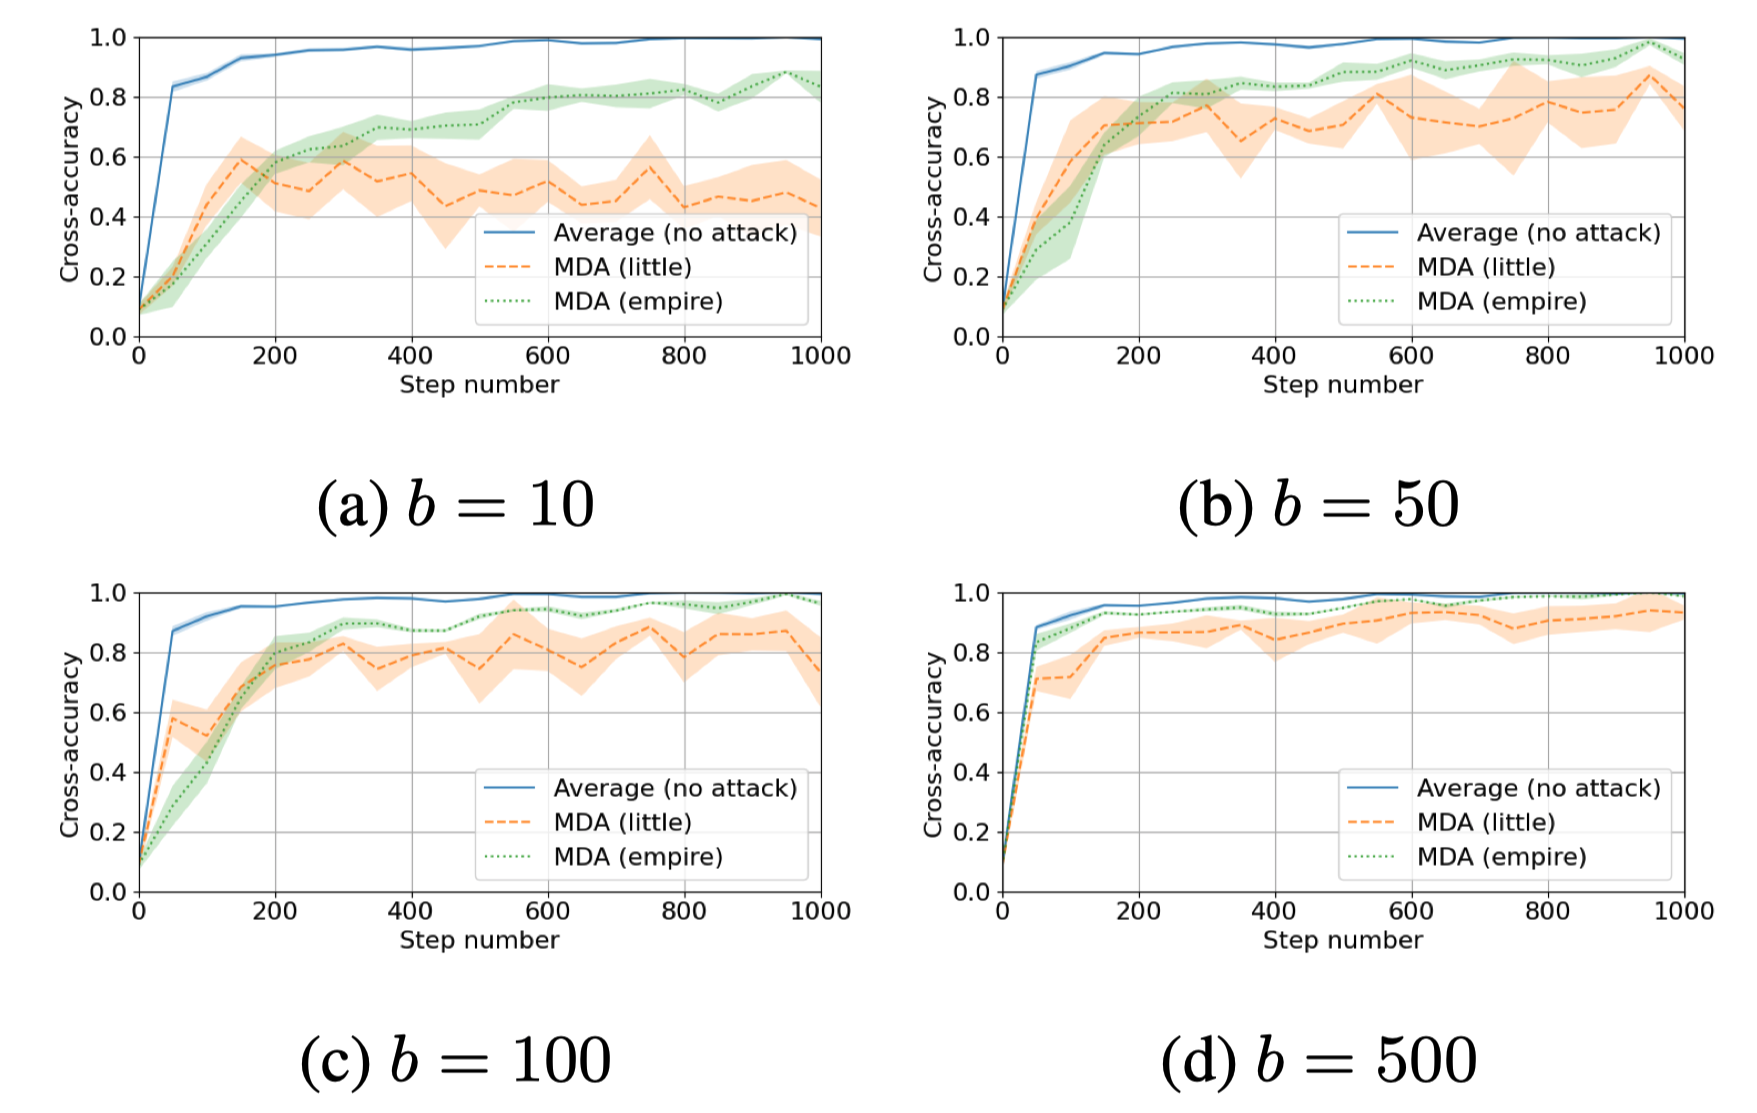 1.0
0.8
0.6
0.4
0.2
0.0
Cross-accuracy
Average (no attack)
MDA (little)
MDA (empire)
0 200 400 600 800 1000
Step number
(a) b = 10
1.0
0.8
0.6
0.4
0.2
0.0
Cross-accuracy
Average (no attack)
MDA (little)
MDA (empire)
0 200 400 600 800 1000
Step number
(b) b = 50
1.0
0.8
0.6
0.4
0.2
0.0
Cross-accuracy
Average (no attack)
MDA (little)
MDA (empire)
0 200 400 600 800 1000
Step number
(c) b = 100
1.0
0.8
0.6
0.4
0.2
0.0
Cross-accuracy
Average (no attack)
MDA (little)
MDA (empire)
0 200 400 600 800 1000
Step number
(d) b = 500